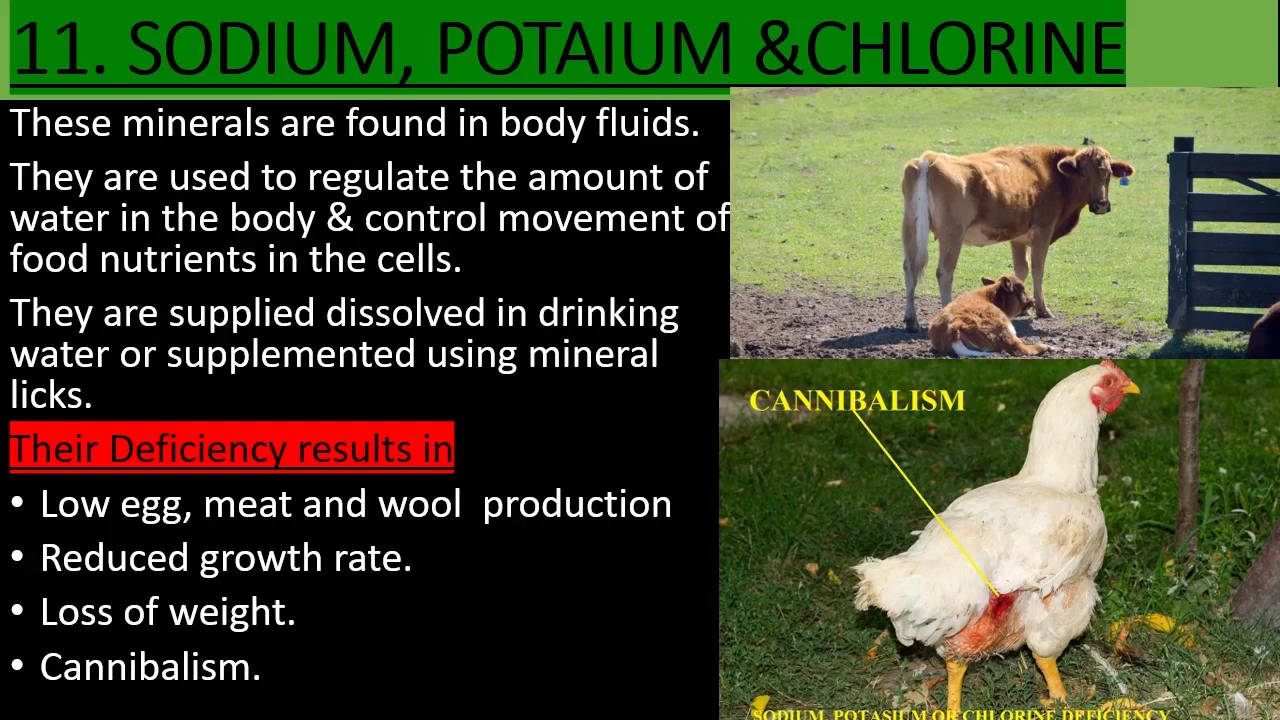 11. SODIUM, POTAIUM &CHLORINE
These minerals are found in body fluids.
They are used to regulate the amount of
water in the body & control movement of
food nutrients in the cells.
They are supplied dissolved in drinking
water or supplemented using mineral
licks.
Their Deficiency results in
• Low egg, meat and wool  production
• Reduced growth rate.
• Loss of weight.
• Cannibalism.
CANNIBALISM
SODIUM, POTASIUM OR CHLORINE DEFICIENCY